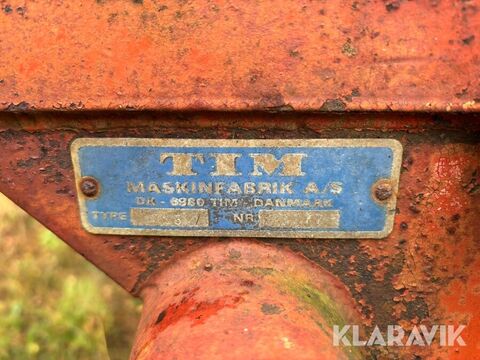 TIM
MASKINFABRIK A/S
DK - 6980 TIM - DANMARK
TYPE NR
KLARAVIK